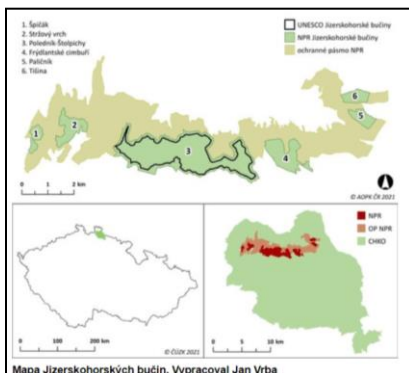 1. Špičák
2. Stržový vrch
3. Poledník-Štolpichy
4. Frýdlantské cimbuří
5. Paličník
6. Tišina
UNESCO Jizerskohorské bučiny
NPR Jizerskohorské bučiny
ochranné pásmo NPR
1
2
3
4
5
6
0 1 2 km
© AOPK ČR 2021
0 200 km
© ČÚZK 2021
NPR
OP NPR
CHKO
0 5 10 km
Mapa Jizerskohorských bučin. Vypracoval Jan Vrba